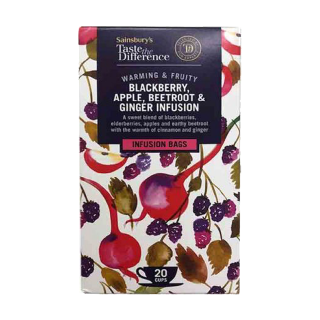 Sainsbury's
Taste the
Difference
WARMING & FRUITY
BLACKBERRY,
APPLE, BEETROOT &
GINGER INFUSION
A sweet blend of blackberries,
elderberries, apples and earthy beetroot
with the warmth of cinnamon and ginger
INFUSION BAGS
20
CUPS